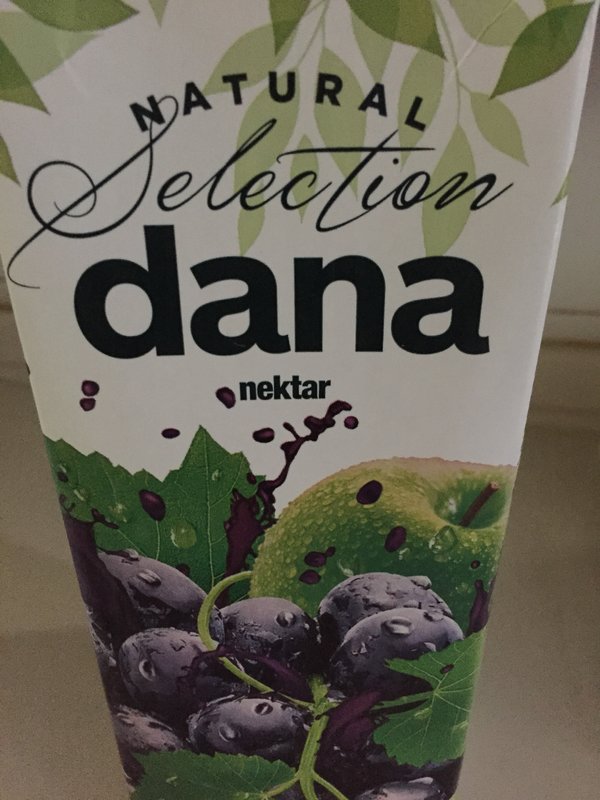 NATURAL
Selection
dana
nektar